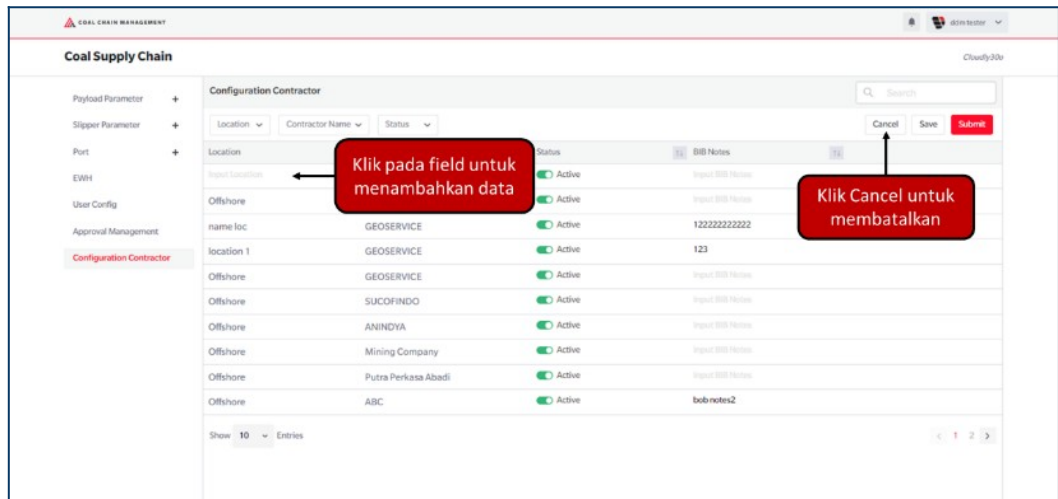 COAL CHAIN MANAGEMENT
dcm tester
Coal Supply Chain
Cloudly30o
Payload Parameter +
Slipper Parameter +
Port +
EWH
User Config
Approval Management
Configuration Contractor
Configuration Contractor
Search
Location Contractor Name Status
Cancel Save Submit
Location Status BIB Notes
Input location Active Input BIB Notes
Klik pada field untuk
menambahkan data
Klik Cancel untuk
membatalkan
Offshore Active Input BIB Notes
name loc GEOSERVICE Active 122222222222
location 1 GEOSERVICE Active 123
Offshore GEOSERVICE Active Input BIB Notes
Offshore SUCOFINDO Active Input BIB Notes
Offshore ANINDYA Active Input BIB Notes
Offshore Mining Company Active Input BIB Notes
Offshore Putra Perkasa Abadi Active Input BIB Notes
Offshore ABC Active bob notes2
Show 10 Entries
< 1 2 >